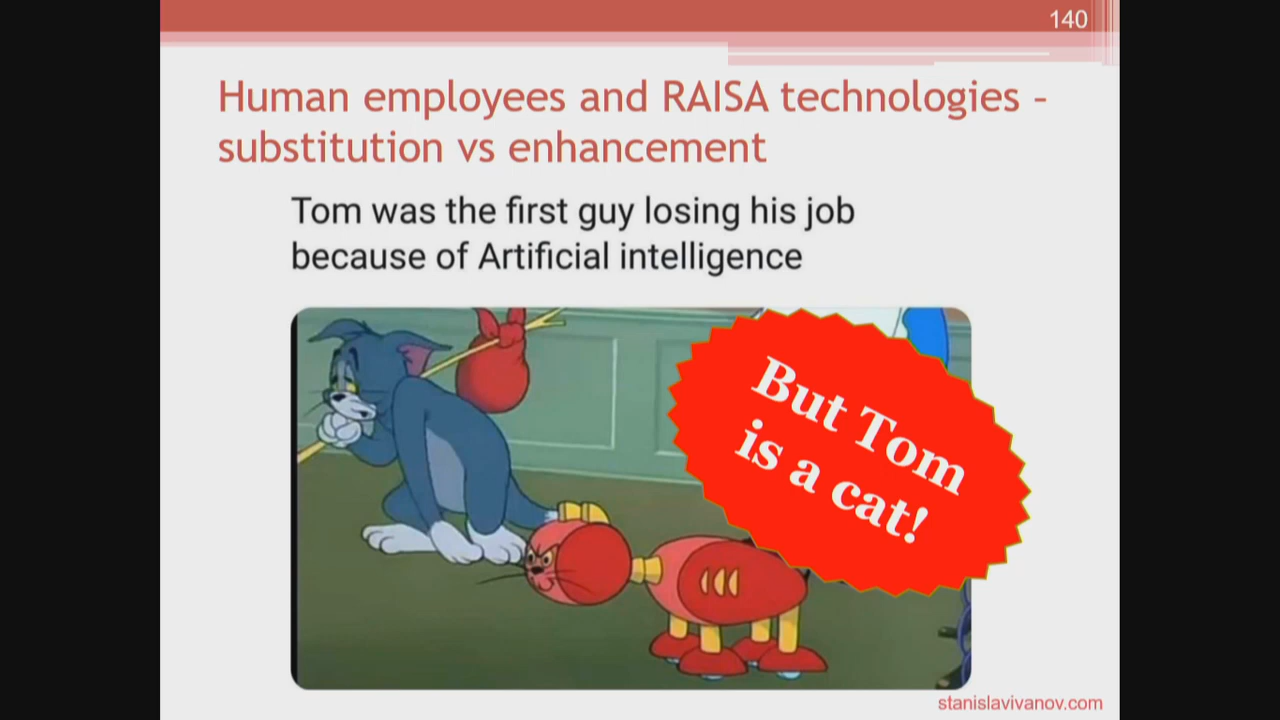 140
Human employees and RAISA technologies –
substitution vs enhancement
Tom was the first guy losing his job
because of Artificial intelligence
But Tom
is a cat!
stanislavivanov.com